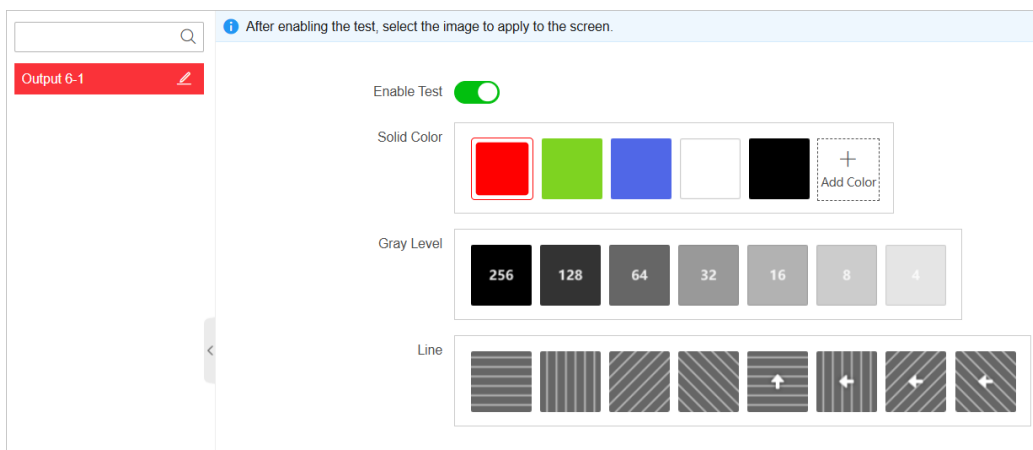 After enabling the test, select the image to apply to the screen.
Output 6-1
Enable Test
Solid Color
Add Color
Gray Level
256 128 64 32 16 8 4
Line